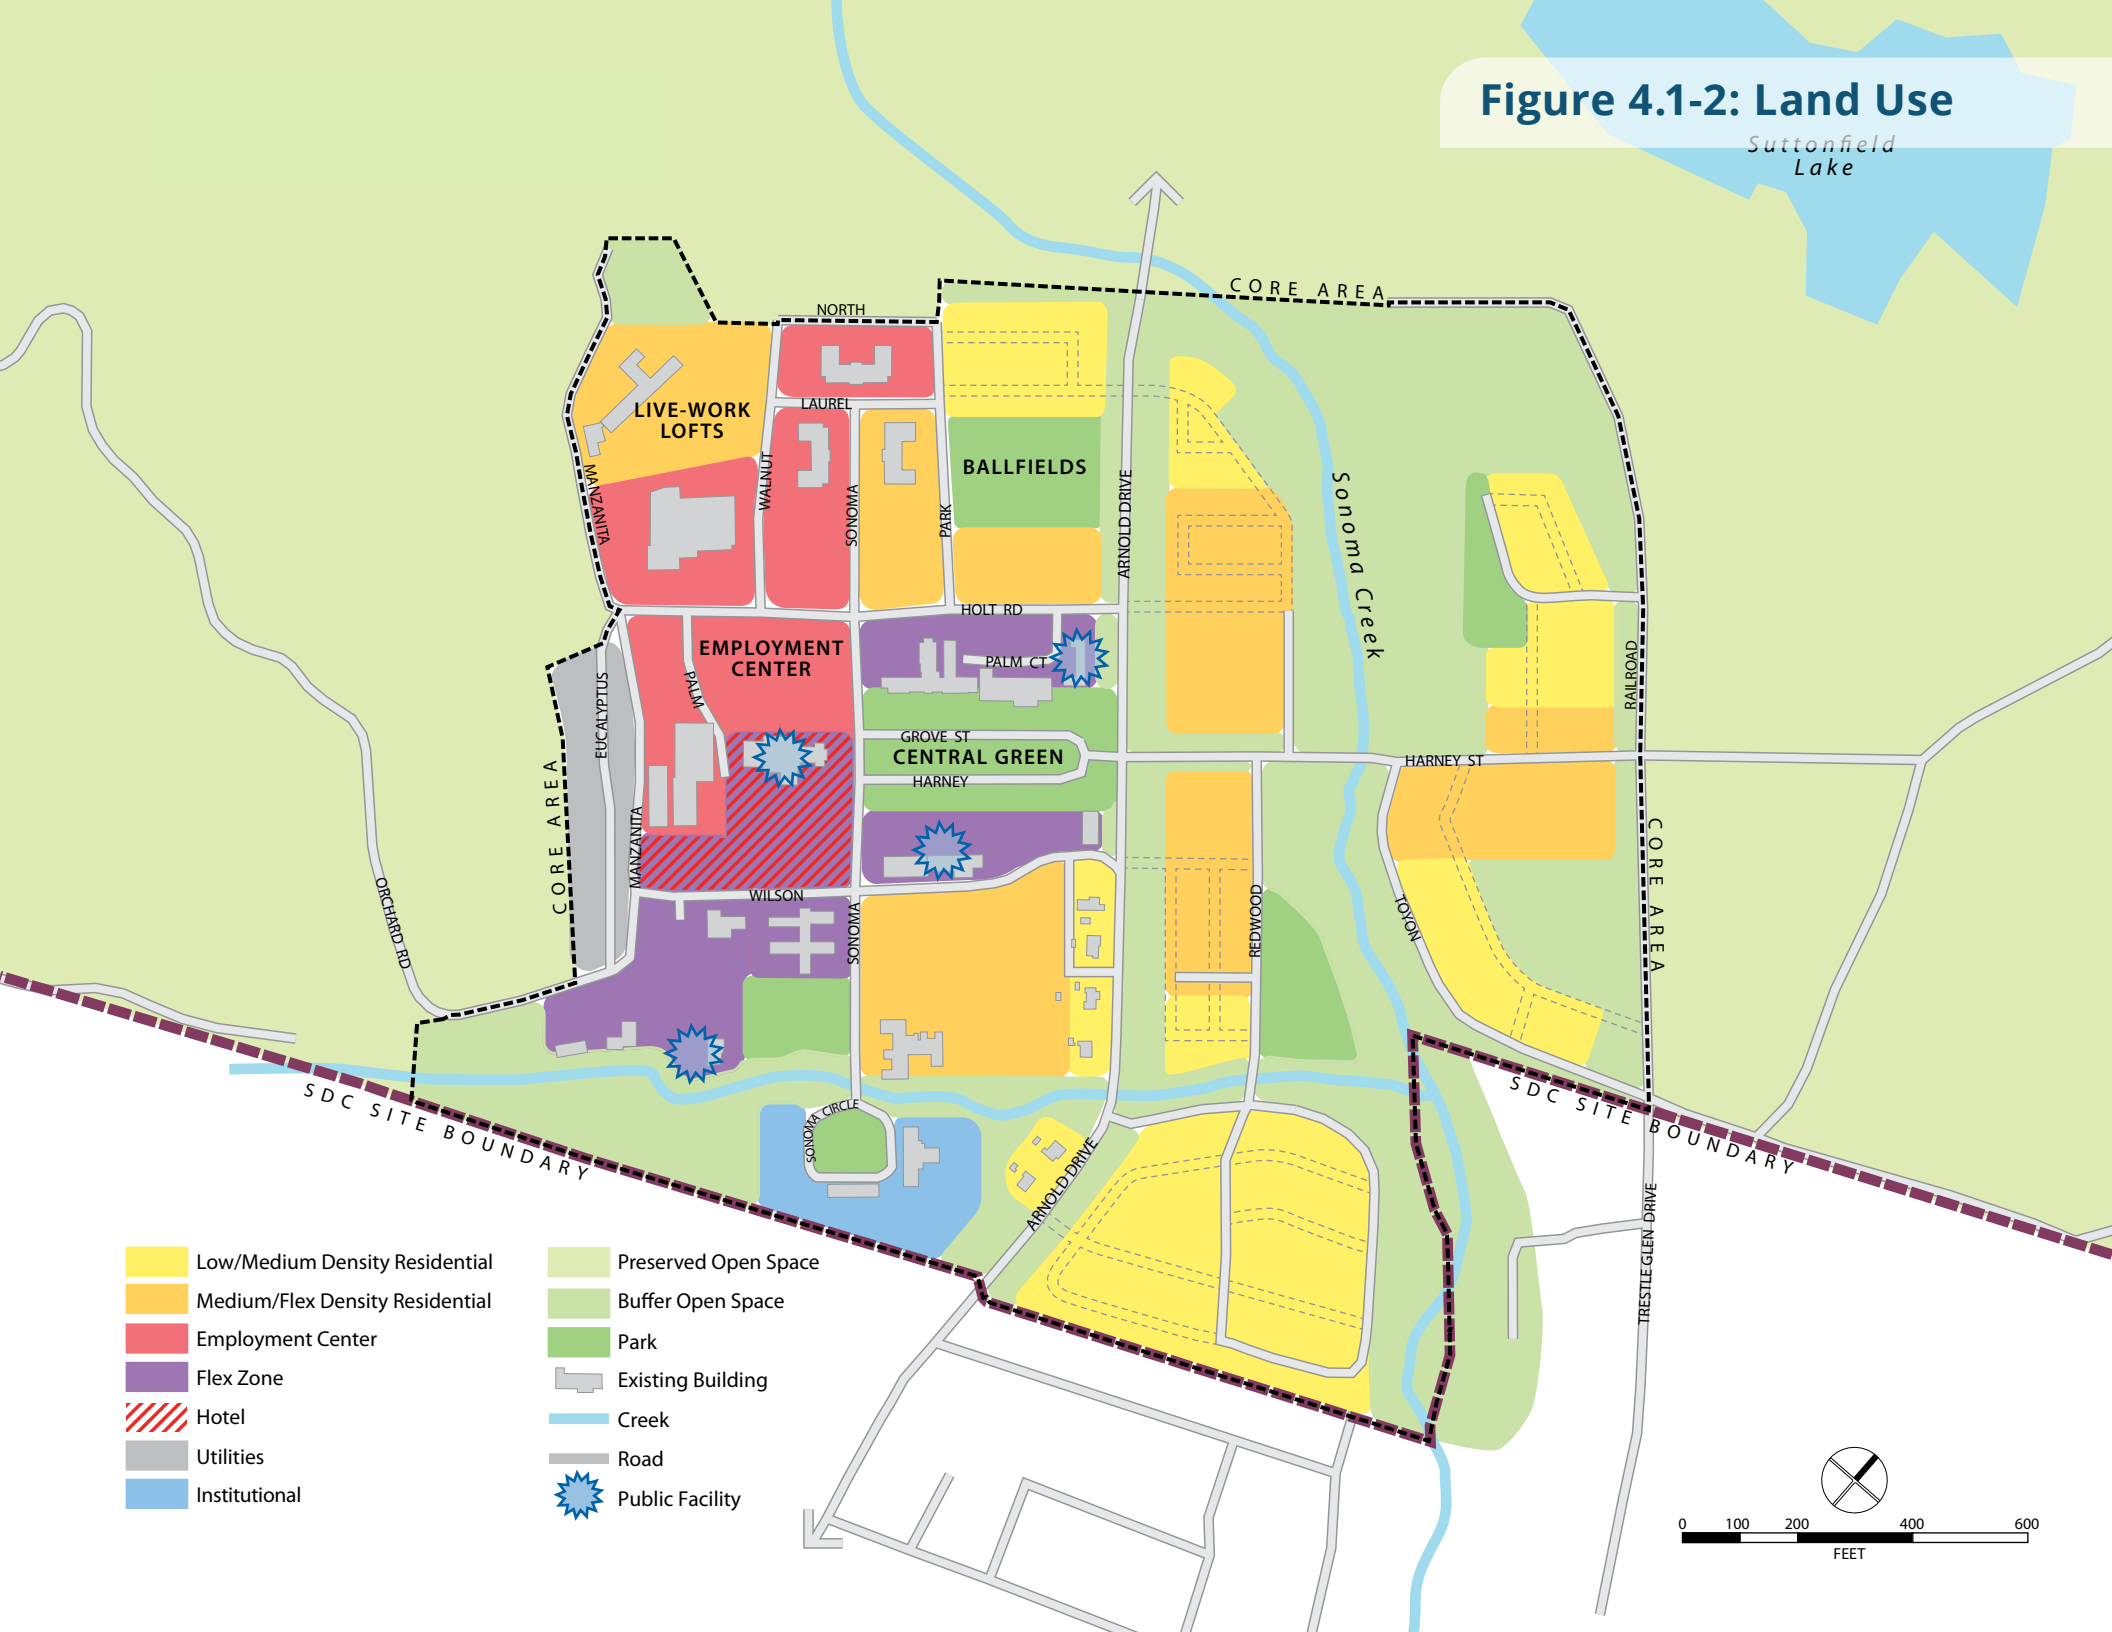 Figure 4.1-2: Land Use
Suttonfield
Lake
CORE AREA
NORTH
LAUREL
LIVE-WORK
LOFTS
BALLFIELDS
MANZANITA
WALNUT
SONOMA
PARK
ARNOLD DRIVE
Sonoma Creek
HOLT RD
EMPLOYMENT
CENTER
PALM CT
PALM
EUCALYPTUS
RAILROAD
GROVE ST
CENTRAL GREEN
HARNEY
HARNEY ST
CORE AREA
MANZANITA
CORE AREA
ORCHARD RD
WILSON
SONOMA
REDWOOD
TOYON
SDC SITE BOUNDARY
SDC SITE BOUNDARY
SONOMA CIRCLE
ARNOLD DRIVE
TRESTLE GLEN DRIVE
Low/Medium Density Residential
Medium/Flex Density Residential
Employment Center
Flex Zone
Hotel
Utilities
Institutional
Preserved Open Space
Buffer Open Space
Park
Existing Building
Creek
Road
Public Facility
0 100 200 400 600
FEET